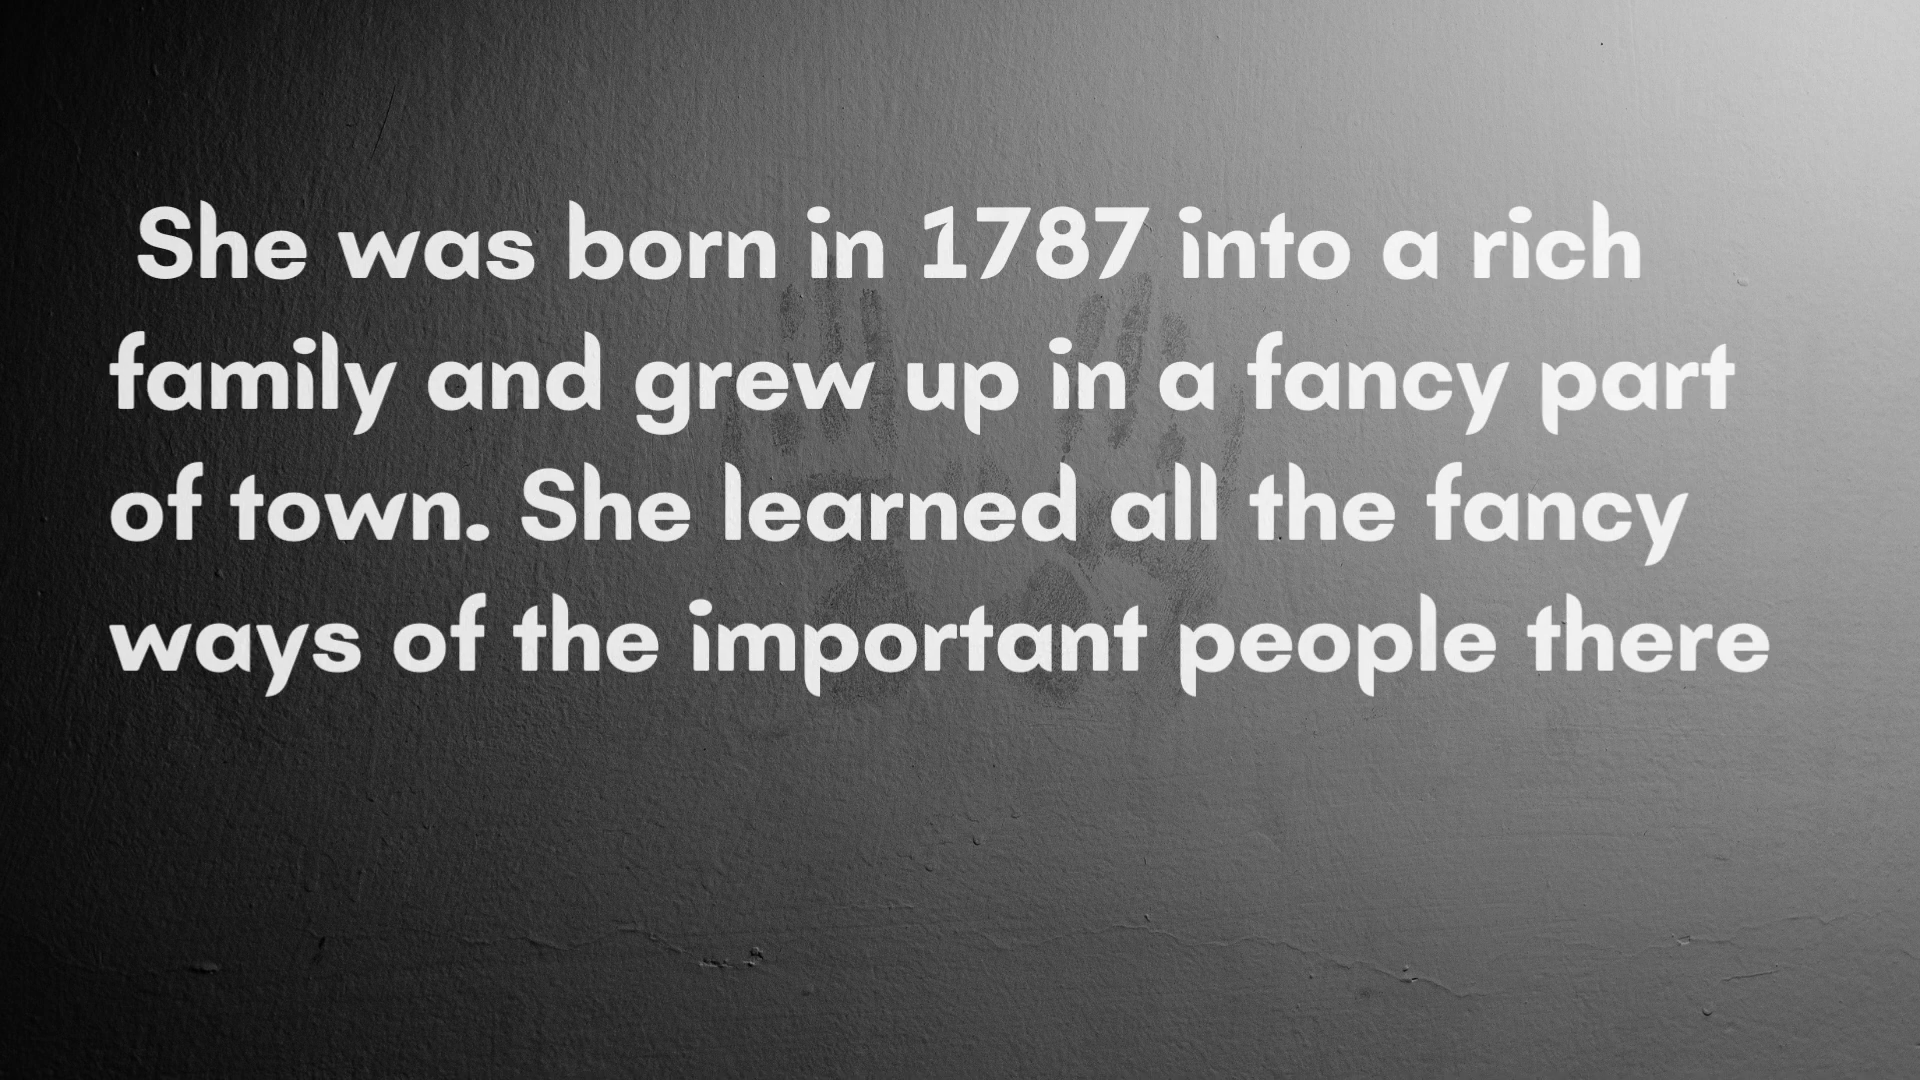 She was born in 1787 into a rich
family and grew up in a fancy part
of town. She learned all the fancy
ways of the important people there